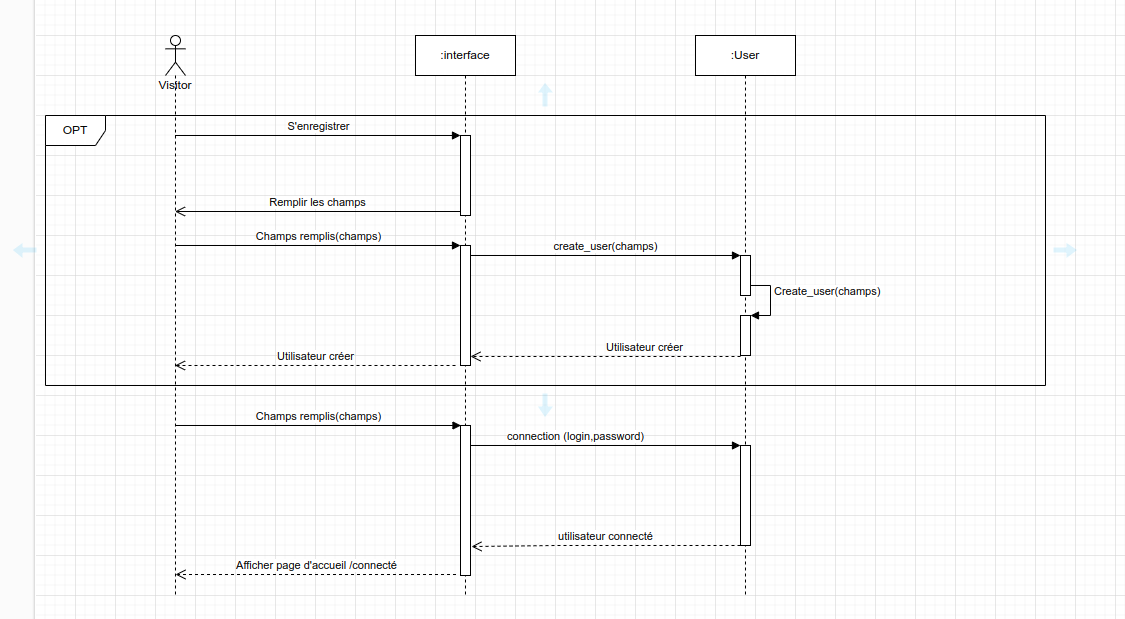 :interface
:User
Visitor
OPT
S'enregistrer
Remplir les champs
Champs remplis(champs)
create_user(champs)
Create_user(champs)
Utilisateur créer
Utilisateur créer
Champs remplis(champs)
connection (login,password)
utilisateur connecté
Afficher page d'accueil /connecté